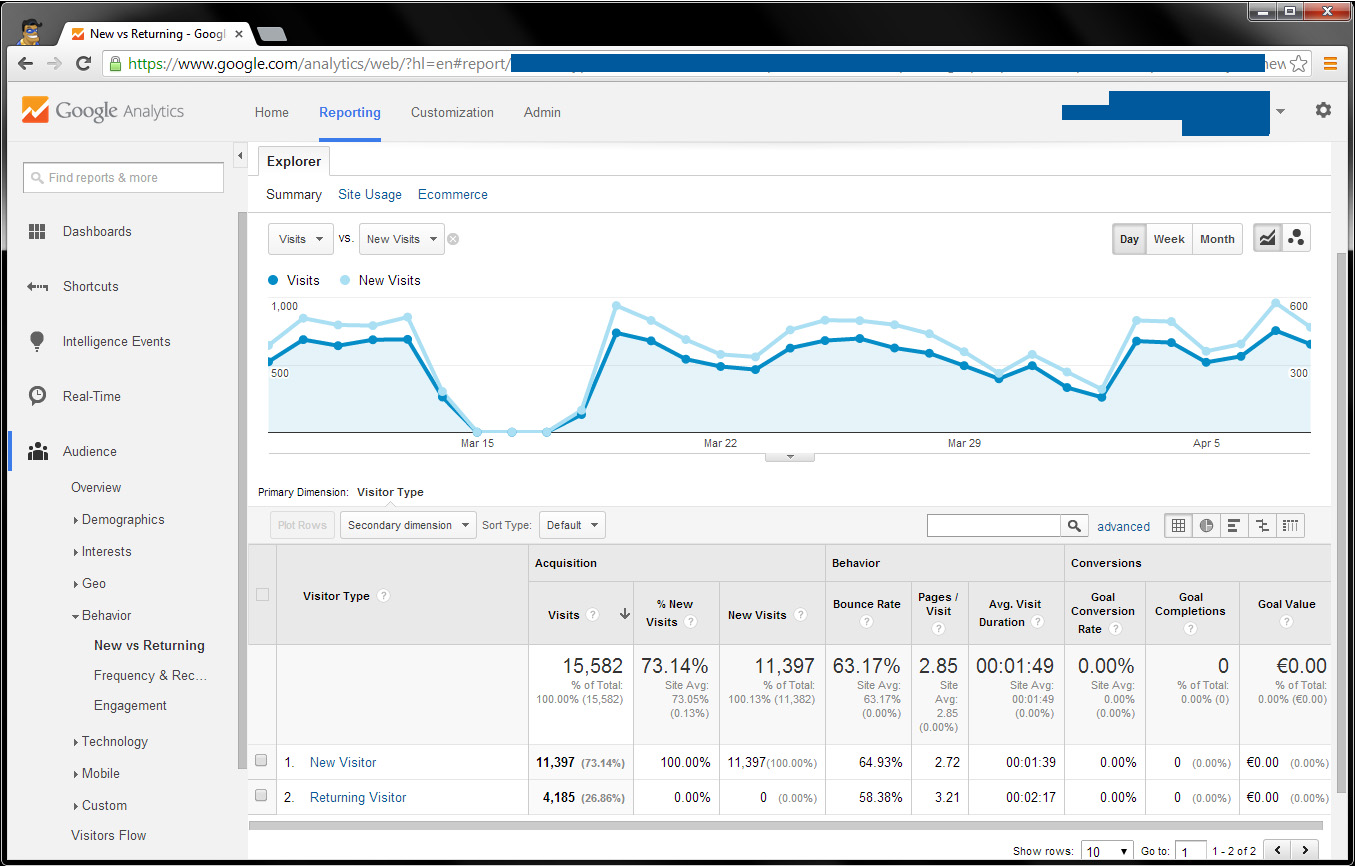 New vs Returning - Googl
https://www.google.com/analytics/web/?hl=en#report/
new
Google Analytics
Home Reporting Customization Admin
Find reports & more
Dashboards
Shortcuts
Intelligence Events
Real-Time
Audience
Overview
Demographics
Interests
Geo
Behavior
New vs Returning
Frequency & Rec...
Engagement
Technology
Mobile
Custom
Visitors Flow
Explorer
Summary Site Usage Ecommerce
Visits vs. New Visits
Day Week Month
Visits New Visits
1,000 600
500 300
Mar 15 Mar 22 Mar 29 Apr 5
Primary Dimension: Visitor Type
Plot Rows Secondary dimension Sort Type: Default advanced
Acquisition Behavior Conversions
Visitor Type ?
Visits ?
% New
Visits ?
New Visits ?
Bounce Rate
?
Pages /
Visit
?
Avg. Visit
Duration ?
Goal
Conversion
Rate ?
Goal
Completions
?
Goal Value
?
15,582
% of Total:
100.00% (15,582)
73.14%
Site Avg:
73.05%
(0.13%)
11,397
% of Total:
100.13% (11,382)
63.17%
Site Avg:
63.17%
(0.00%)
2.85
Site
Avg:
2.85
(0.00%)
00:01:49
Site Avg:
00:01:49
(0.00%)
0.00%
Site Avg:
0.00%
(0.00%)
0
% of Total:
0.00% (0)
€0.00
% of Total:
0.00% (€0.00)
1. New Visitor 11,397 (73.14%) 100.00% 11,397(100.00%) 64.93% 2.72 00:01:39 0.00% 0 (0.00%) €0.00 (0.00%)
2. Returning Visitor 4,185 (26.86%) 0.00% 0 (0.00%) 58.38% 3.21 00:02:17 0.00% 0 (0.00%) €0.00 (0.00%)
Show rows: 10 Go to: 1 1 - 2 of 2